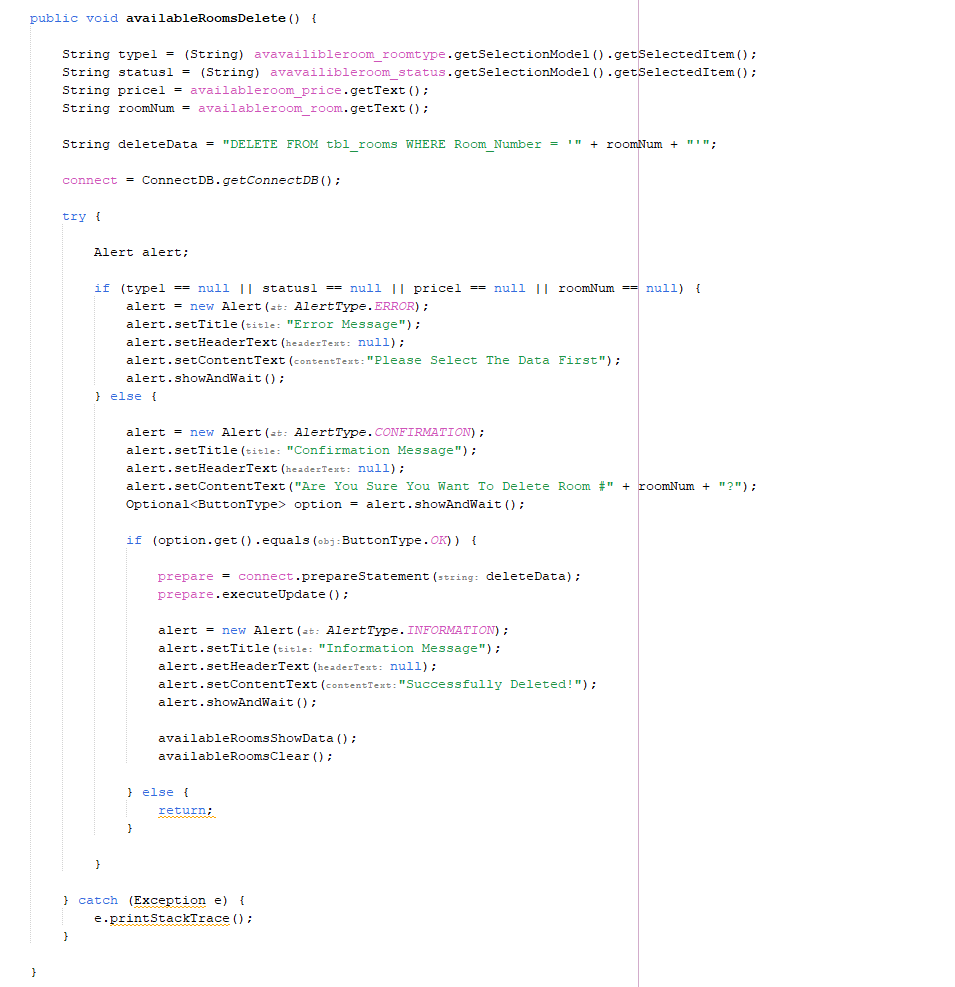 public void availableRoomsDelete() {
String type1 = (String) avavailibleroom_roomtype.getSelectionModel().getSelectedItem();
String status1 = (String) avavailibleroom_status.getSelectionModel().getSelectedItem();
String price1 = availableroom_price.getText();
String roomNum = availableroom_room.getText();
String deleteData = "DELETE FROM tbl_rooms WHERE Room_Number = '" + roomNum + "'";
connect = ConnectDB.getConnectDB();
try {
Alert alert;
if (type1 == null || status1 == null || price1 == null || roomNum == null) {
alert = new Alert(at: AlertType.ERROR);
alert.setTitle(title: "Error Message");
alert.setHeaderText(headerText: null);
alert.setContentText(contentText:"Please Select The Data First");
alert.showAndWait();
} else {
alert = new Alert(at: AlertType.CONFIRMATION);
alert.setTitle(title: "Confirmation Message");
alert.setHeaderText(headerText: null);
alert.setContentText("Are You Sure You Want To Delete Room #" + roomNum + "?");
Optional<ButtonType> option = alert.showAndWait();
if (option.get().equals(obj:ButtonType.OK)) {
prepare = connect.prepareStatement(string: deleteData);
prepare.executeUpdate();
alert = new Alert(at: AlertType.INFORMATION);
alert.setTitle(title: "Information Message");
alert.setHeaderText(headerText: null);
alert.setContentText(contentText:"Successfully Deleted!");
alert.showAndWait();
availableRoomsShowData();
availableRoomsClear();
} else {
return;
}
}
} catch (Exception e) {
e.printStackTrace();
}
}